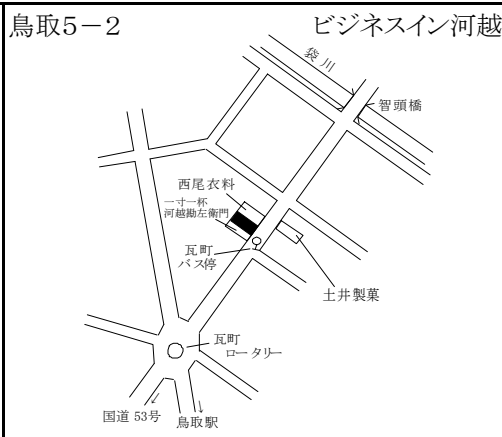 鳥取5－2
ビジネスイン河越
袋川
智頭橋
西尾衣料
一寸一杯
河越勘左衛門
瓦町
バス停
土井製菓
瓦町
ロータリー
国道 53号
鳥取駅